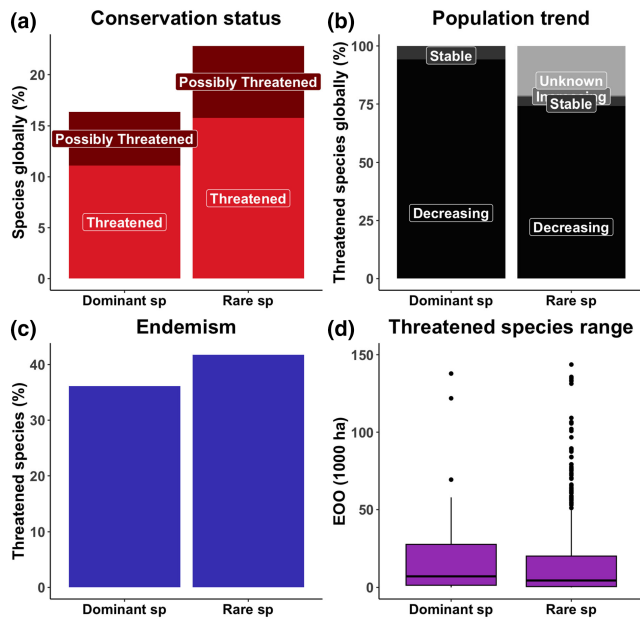 (a)
Conservation status
Species globally (%)
20
15
10
5
0
Possibly Threatened
Threatened
Possibly Threatened
Threatened
Dominant sp
Rare sp
(b)
Population trend
Threatened species globally (%)
100
75
50
25
0
Stable
Decreasing
Unknown
Stable
Decreasing
Dominant sp
Rare sp
(c)
Endemism
Threatened species (%)
40
30
20
10
0
Dominant sp
Rare sp
(d)
Threatened species range
EOO (1000 ha)
150
100
50
0
Dominant sp
Rare sp